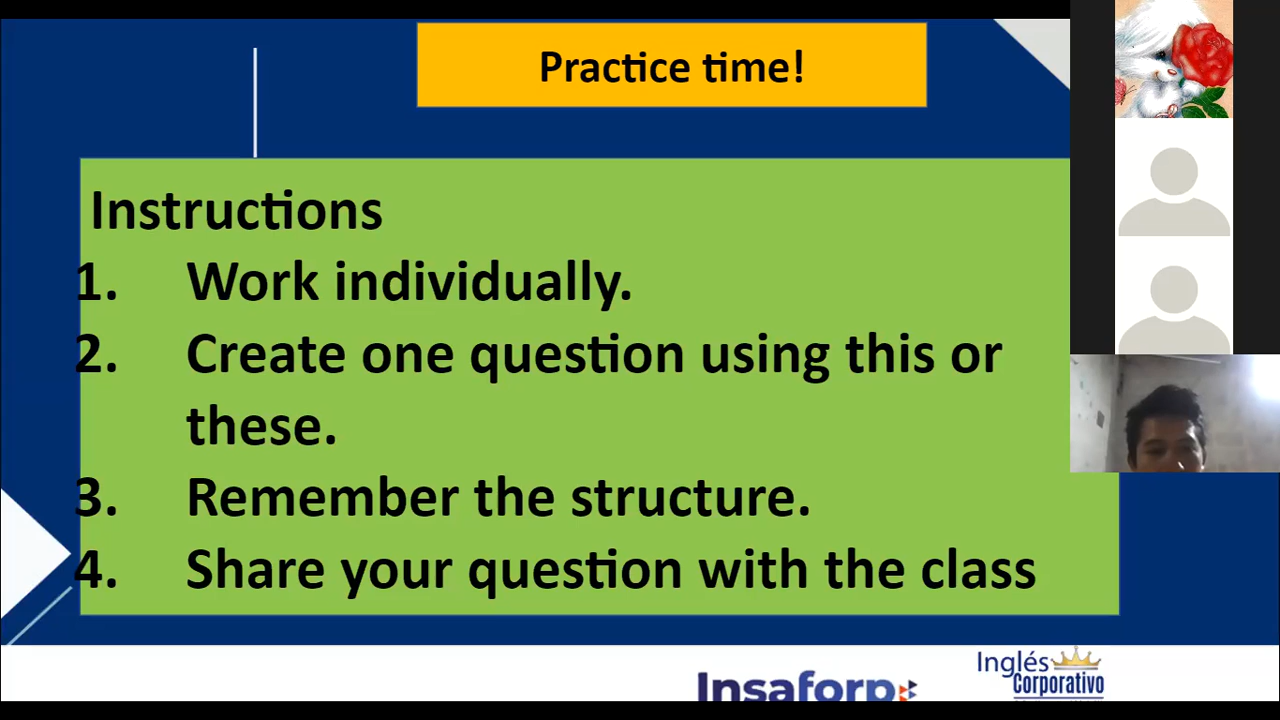 Practice time!
Instructions
1. Work individually.
2. Create one question using this or
these.
3. Remember the structure.
4. Share your question with the class
Insaforp
Inglés
Corporativo